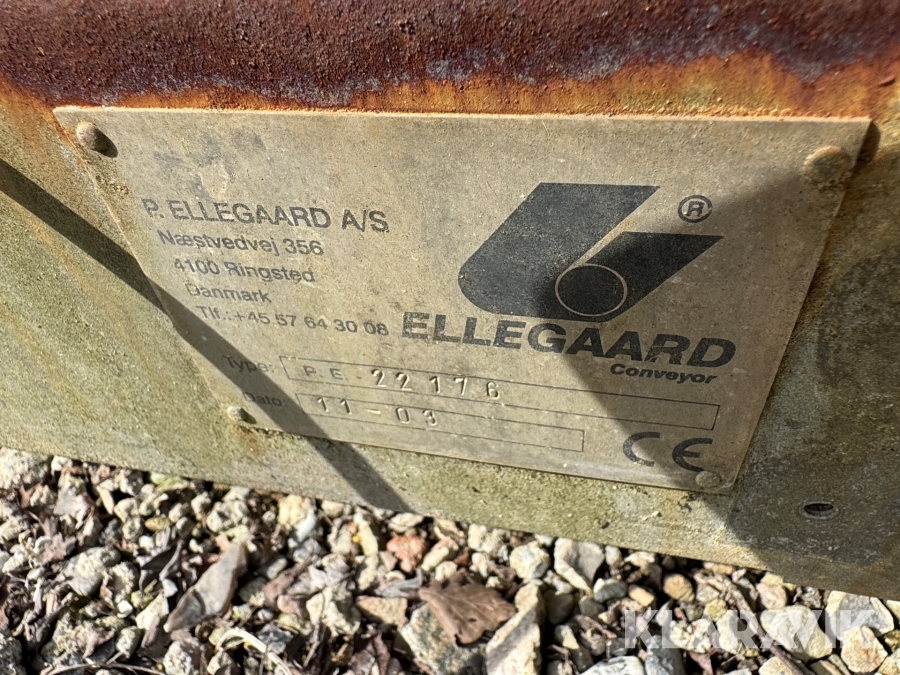 P. ELLEGAARD A/S
Næstvedvej 356
4100 Ringsted
Danmark
Tlf.: +45 57 64 30 08
®
ELLEGAARD
Conveyor
Type: P. E. 22176
Dato: 11-03
CE
KLARAVIK